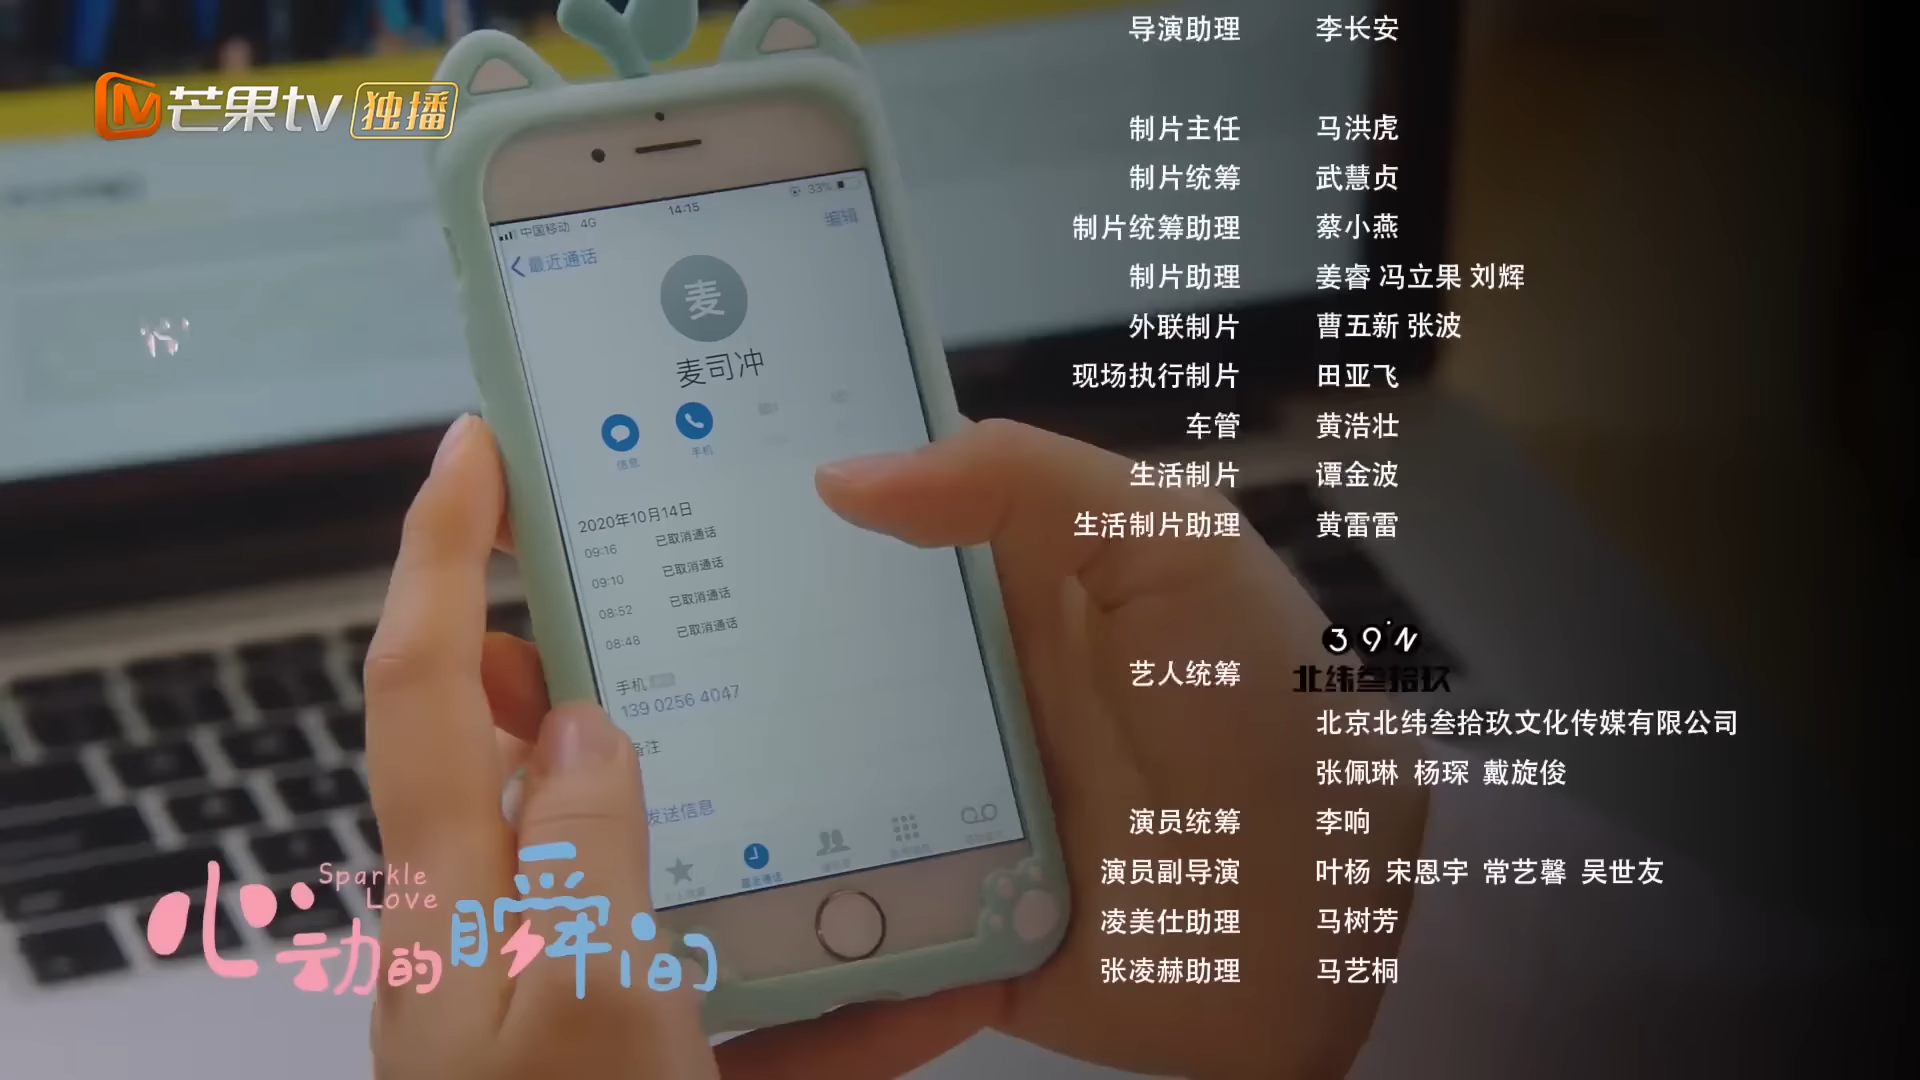 芒果tv 独播
中国移动 4G 14:15 33%
最近通话 编辑
麦
麦司冲
信息 手机
2020年10月14日
09:16 已取消通话
09:10 已取消通话
08:52 已取消通话
08:48 已取消通话
手机
139 0256 4047
备注
发送信息
最近通话
Sparkle
Love
心动的瞬间
导演助理 李长安
制片主任 马洪虎
制片统筹 武慧贞
制片统筹助理 蔡小燕
制片助理 姜睿 冯立果 刘辉
外联制片 曹五新 张波
现场执行制片 田亚飞
车管 黄浩壮
生活制片 谭金波
生活制片助理 黄雷雷
39°N
艺人统筹 北纬叁拾玖
北京北纬叁拾玖文化传媒有限公司
张佩琳 杨琛 戴旋俊
演员统筹 李响
演员副导演 叶杨 宋恩宇 常艺馨 吴世友
凌美仕助理 马树芳
张凌赫助理 马艺桐